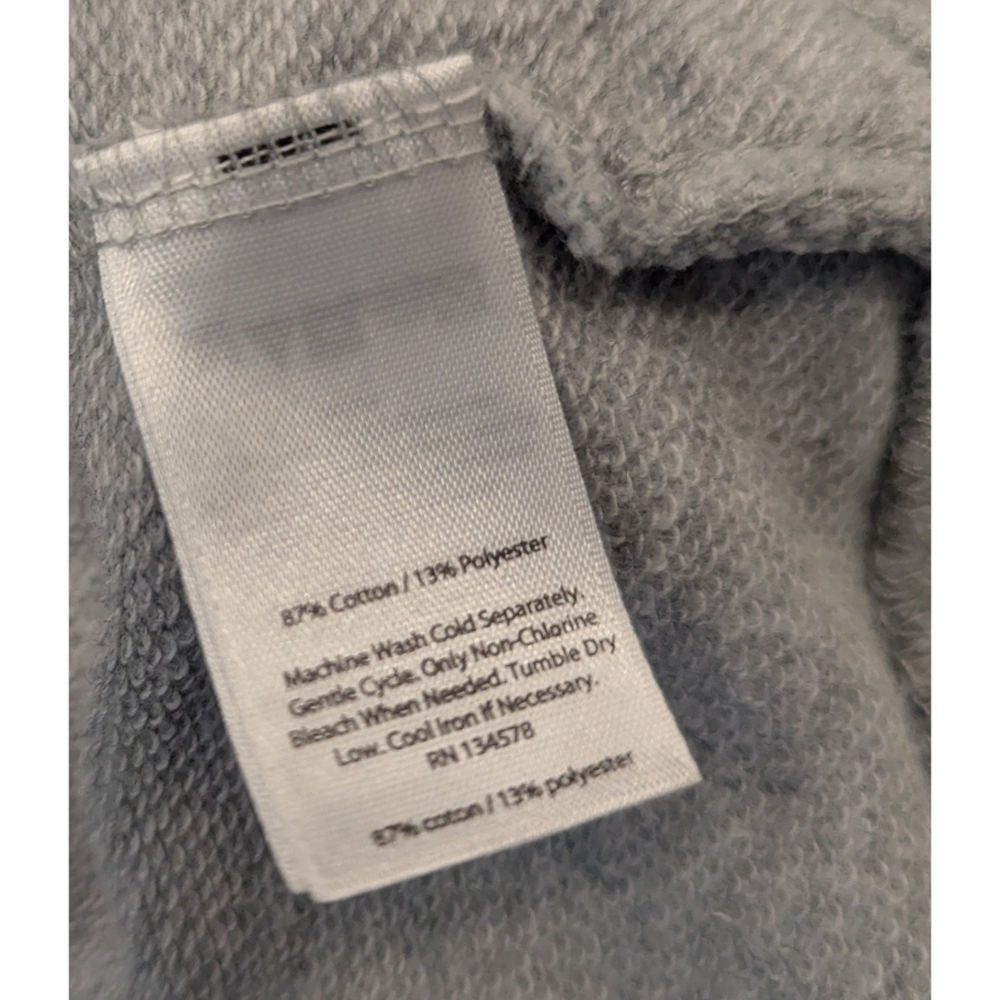 87% Cotton / 13% Polyester
Machine Wash Cold Separately.
Gentle Cycle. Only Non-Chlorine
Bleach When Needed. Tumble Dry
Low. Cool Iron If Necessary.
RN 134578
87% coton / 13% polyester